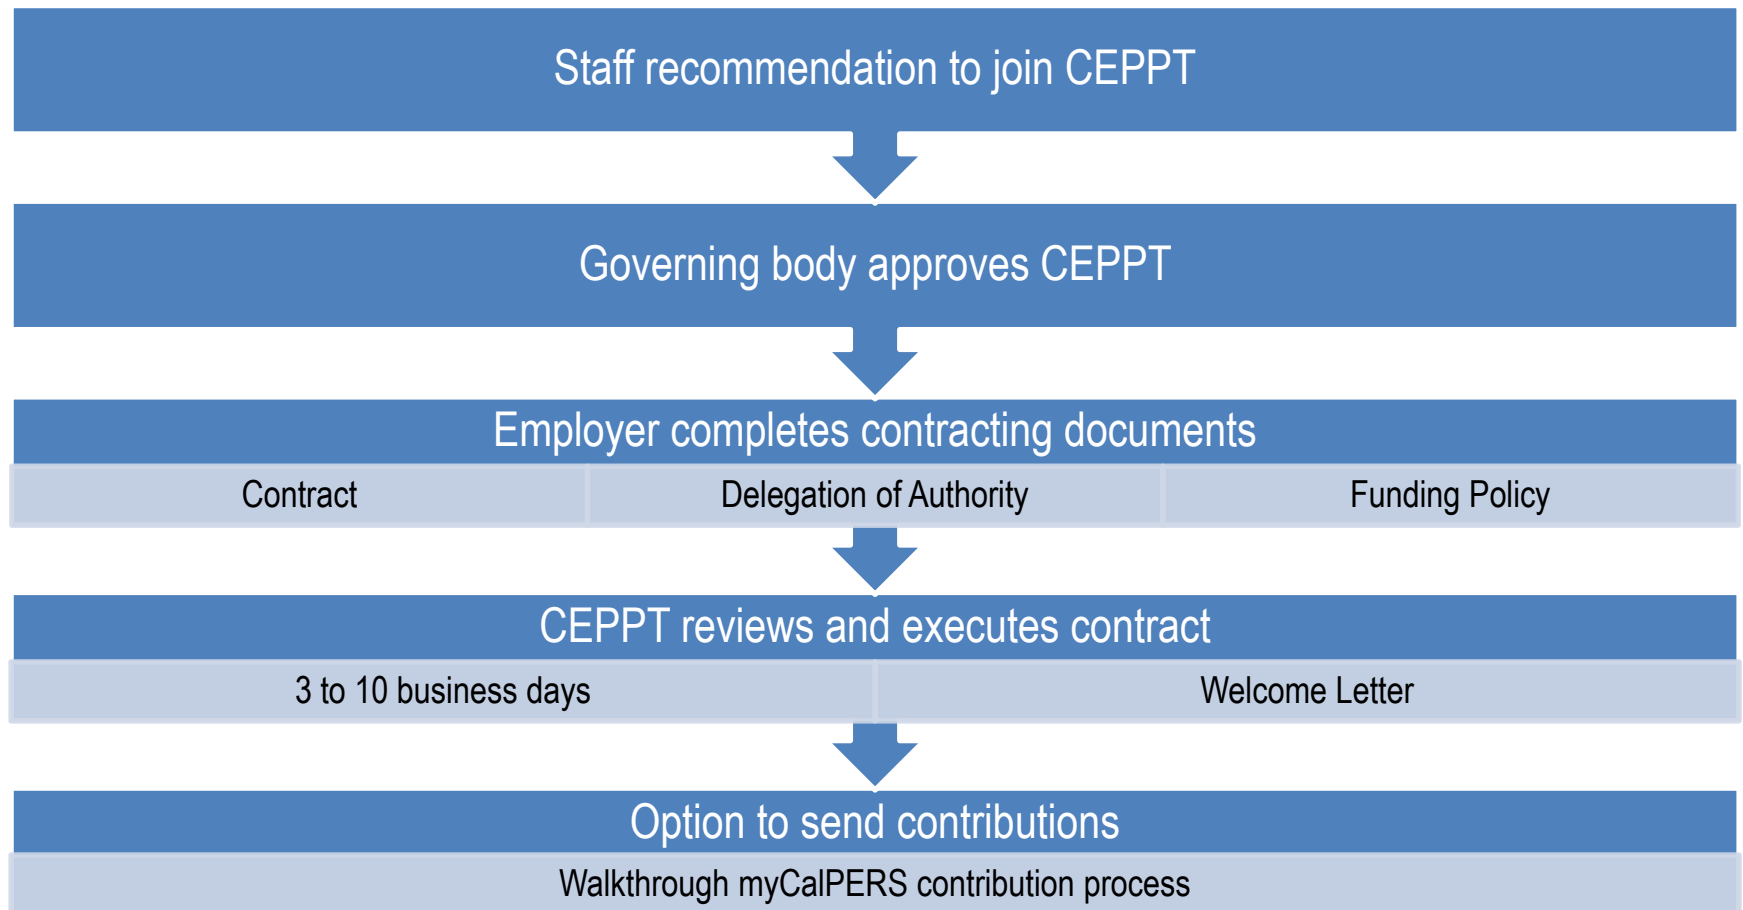 Staff recommendation to join CEPPT
Governing body approves CEPPT
Employer completes contracting documents
Contract
Delegation of Authority
Funding Policy
CEPPT reviews and executes contract
3 to 10 business days
Welcome Letter
Option to send contributions
Walkthrough myCalPERS contribution process